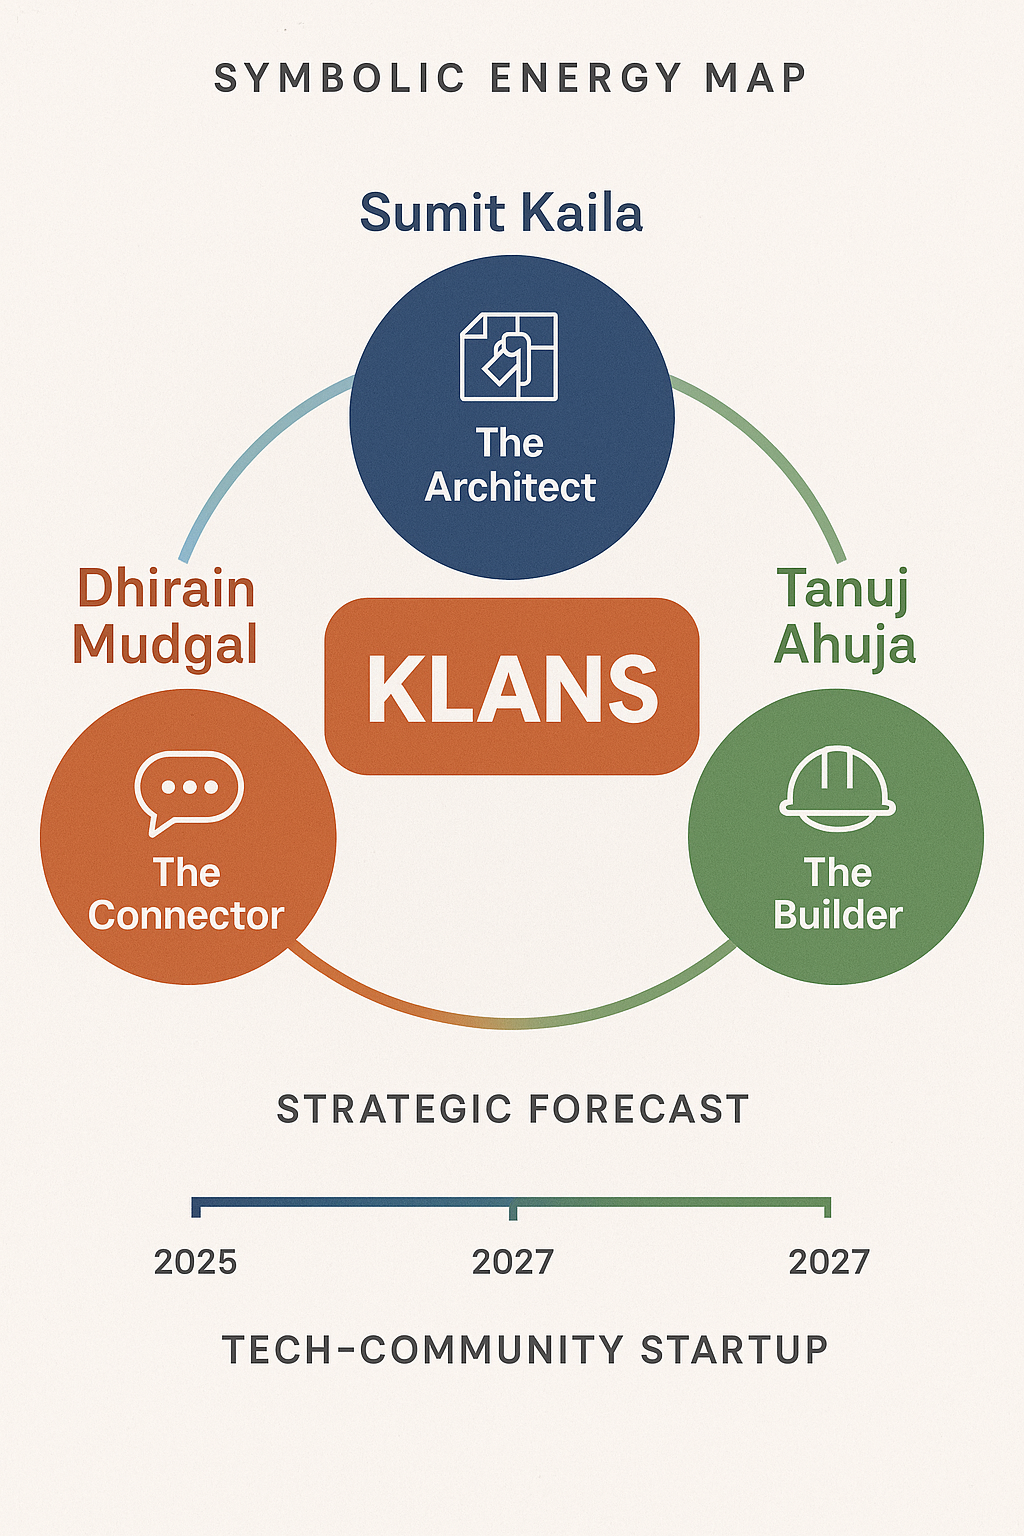 SYMBOLIC ENERGY MAP
Sumit Kaila
The
Architect
Dhirain
Mudgal
Tanuj
Ahuja
KLANS
The
Connector
The
Builder
STRATEGIC FORECAST
2025 2027 2027
TECH-COMMUNITY STARTUP